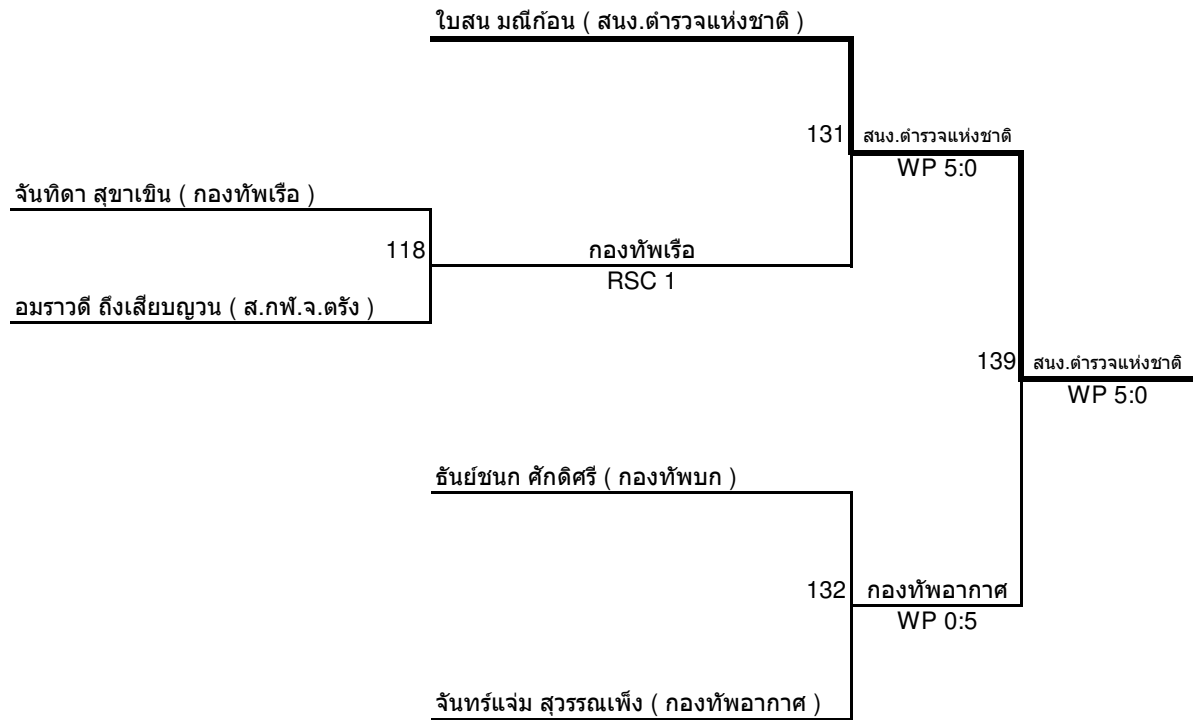 ใบสน มณีก้อน ( สนง.ตำรวจแห่งชาติ )
131 สนง.ตำรวจแห่งชาติ
WP 5:0
จันทิดา สุขาเขิน ( กองทัพเรือ )
118 กองทัพเรือ
RSC 1
อมราวดี ถึงเสียบญวน ( ส.กฬ.จ.ตรัง )
139 สนง.ตำรวจแห่งชาติ
WP 5:0
ธันย์ชนก ศักดิศรี ( กองทัพบก )
132 กองทัพอากาศ
WP 0:5
จันทร์แจ่ม สุวรรณเพ็ง ( กองทัพอากาศ )